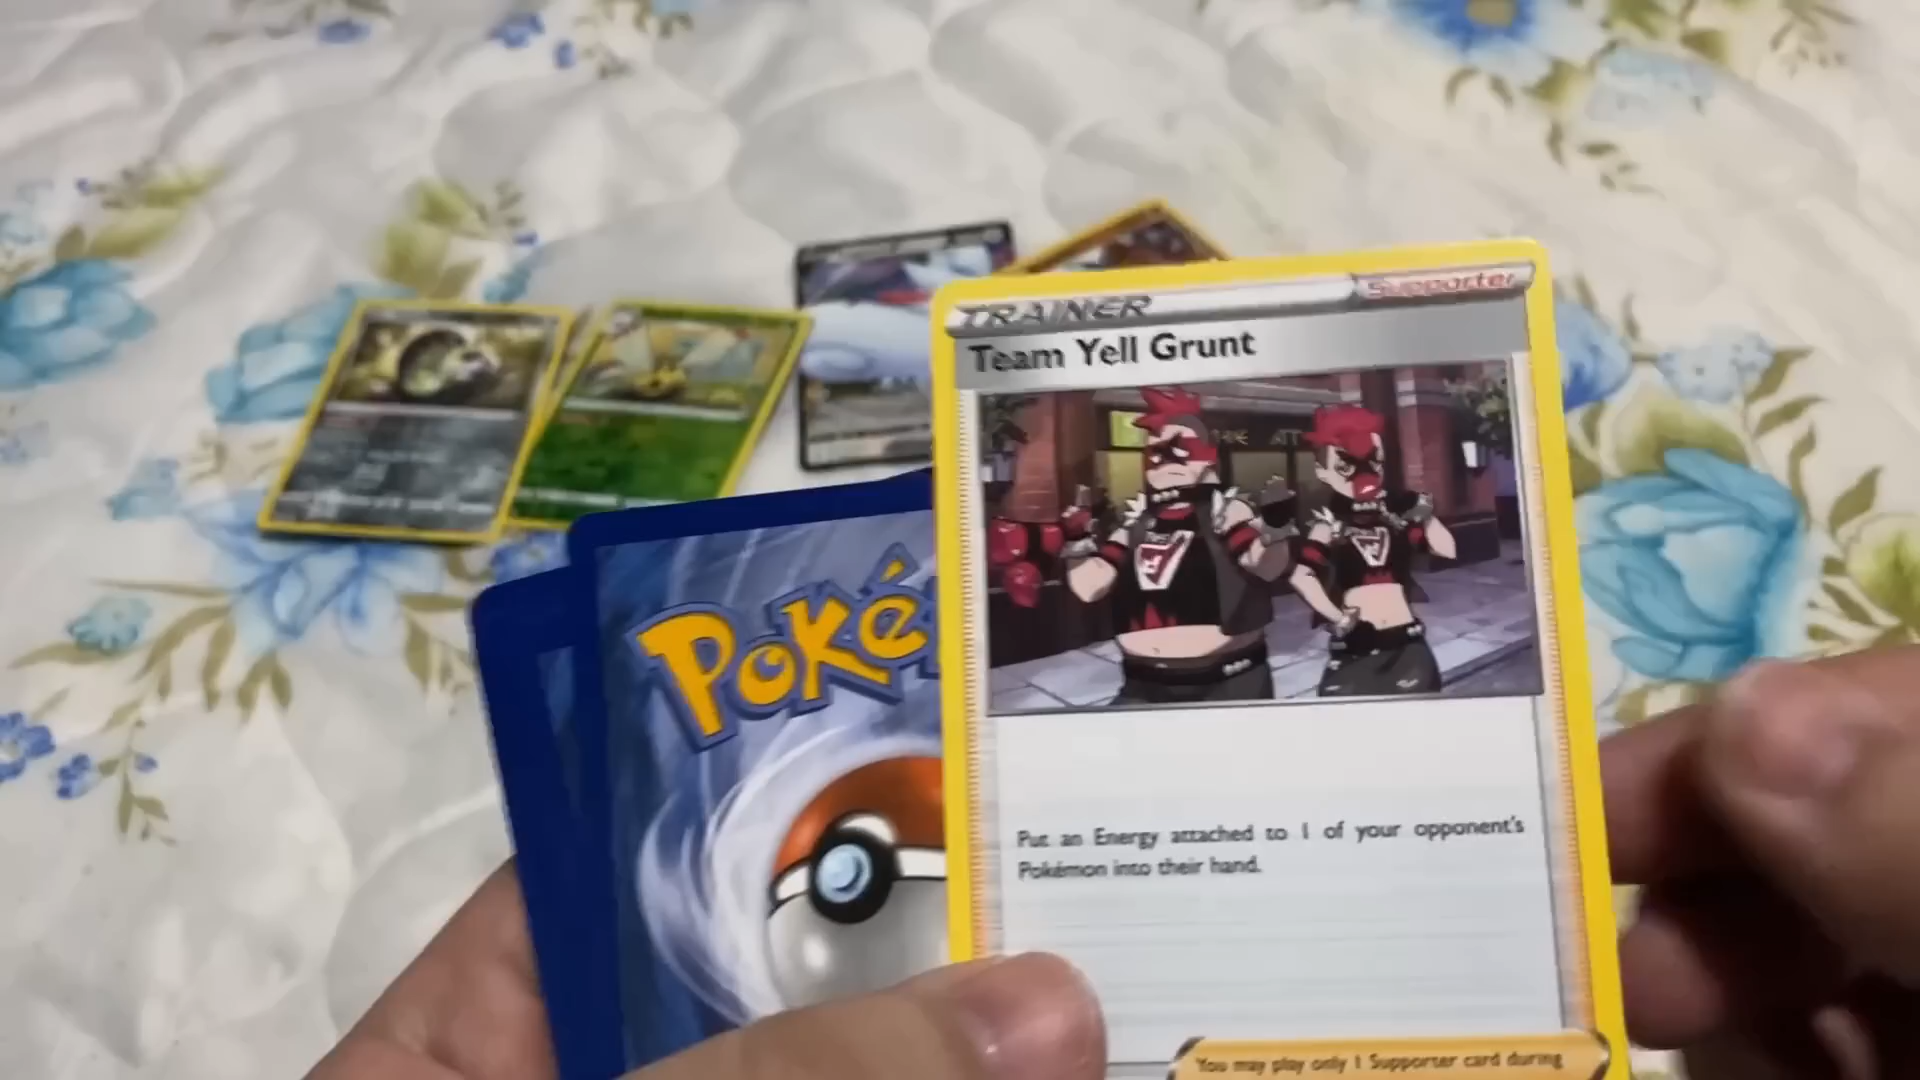 TRAINER
Supporter
Team Yell Grunt
Poké
Put an Energy attached to 1 of your opponent's
Pokémon into their hand.
You may play only 1 Supporter card during